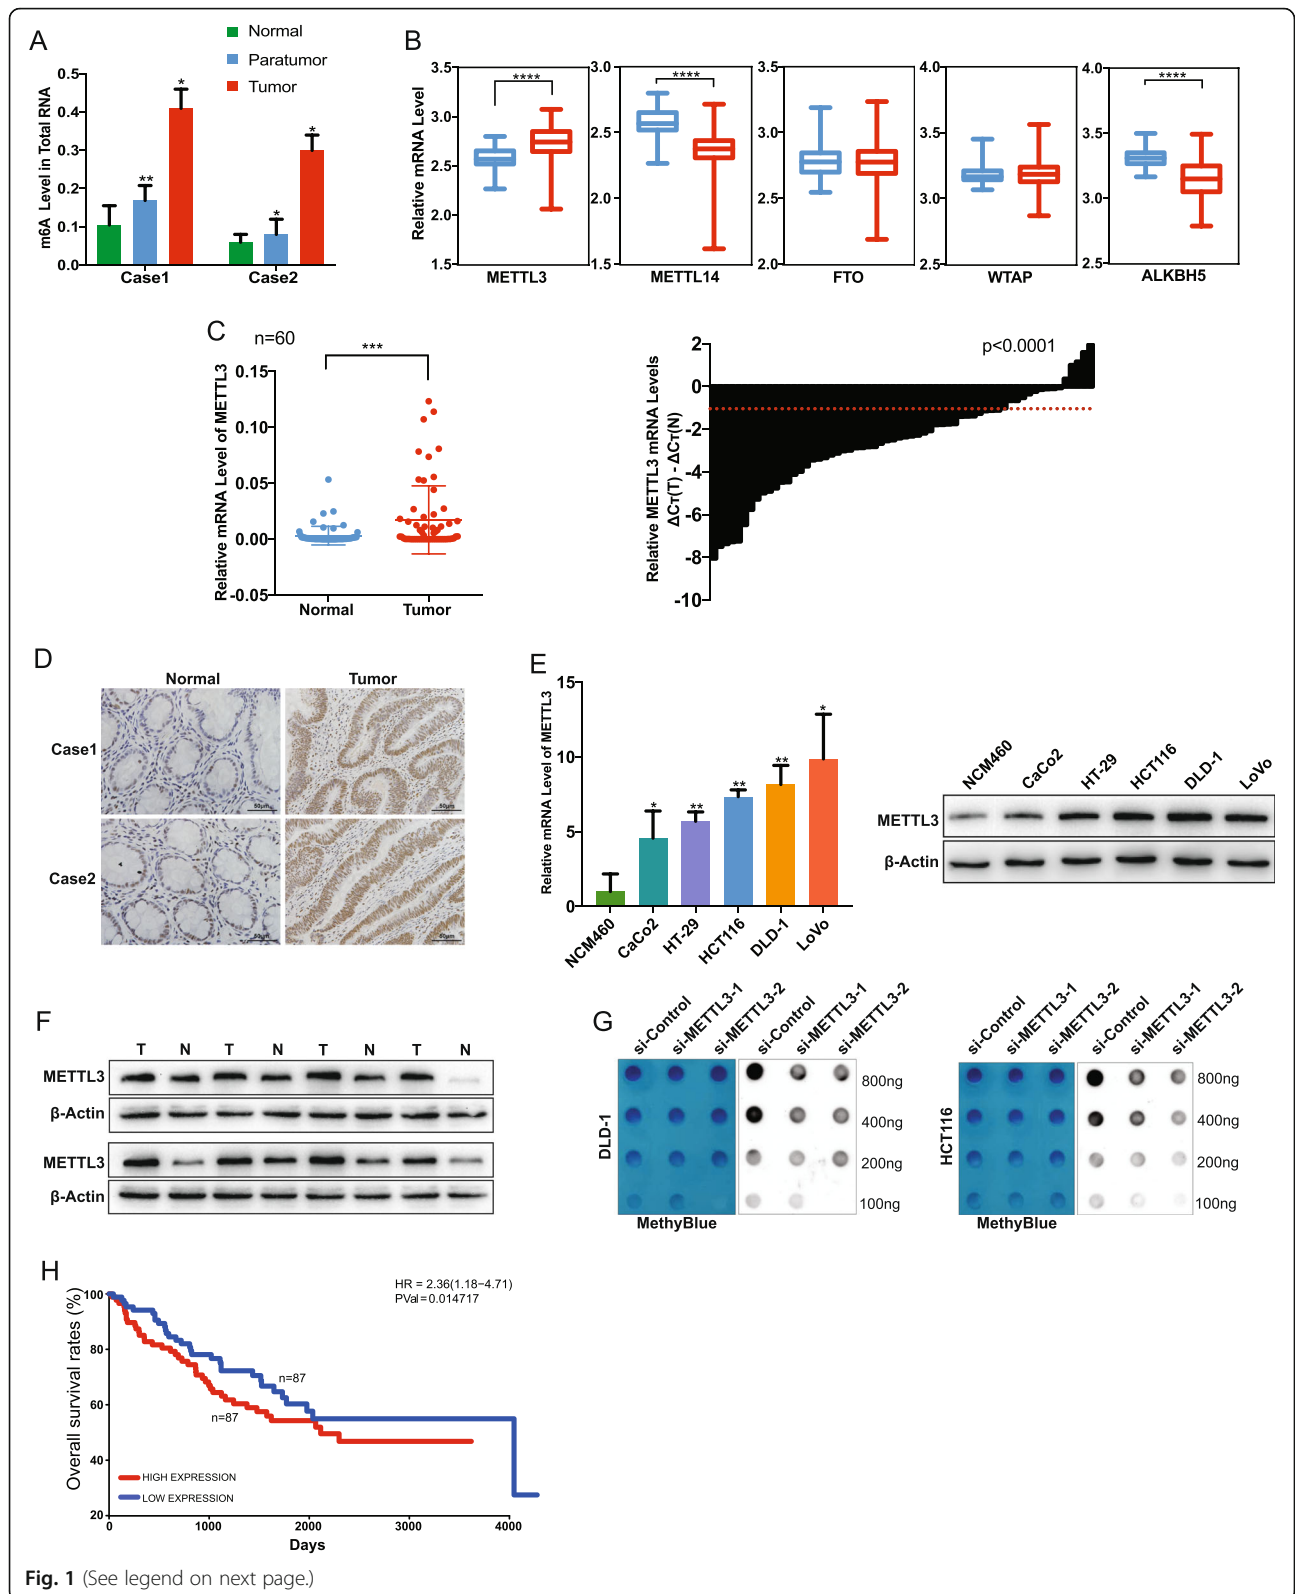 A
Normal
Paratumor
Tumor
m6A Level in Total RNA
0.5
0.4
0.3
0.2
0.1
0.0
** * * *
Case1 Case2
B
Relative mRNA Level
3.5
3.0
2.5
2.0
1.5
****
METTL3
3.0
2.5
2.0
1.5
****
METTL14
3.5
3.0
2.5
2.0
FTO
4.0
3.5
3.0
2.5
WTAP
4.0
3.5
3.0
2.5
****
ALKBH5
C
n=60
***
Relative mRNA Level of METTL3
0.15
0.10
0.05
0.00
-0.05
Normal Tumor
Relative METTL3 mRNA Levels
ΔCτ(T) - ΔCτ(N)
p<0.0001
2
0
-2
-4
-6
-8
-10
D
Normal Tumor
Case1
50μm 50μm
Case2
50μm 50μm
E
Relative mRNA Level of METTL3
15
10
5
0
* ** ** ** *
NCM460 CaCo2 HT-29 HCT116 DLD-1 LoVo
NCM460 CaCo2 HT-29 HCT116 DLD-1 LoVo
METTL3
β-Actin
F
T N T N T N T N
METTL3
β-Actin
METTL3
β-Actin
G
si-Control si-METTL3-1 si-METTL3-2 si-Control si-METTL3-1 si-METTL3-2
DLD-1
800ng
400ng
200ng
100ng
MethyBlue
si-Control si-METTL3-1 si-METTL3-2 si-Control si-METTL3-1 si-METTL3-2
HCT116
800ng
400ng
200ng
100ng
MethyBlue
H
HR = 2.36(1.18−4.71)
PVal=0.014717
Overall survival rates (%)
100
80
60
40
20
n=87
n=87
HIGH EXPRESSION
LOW EXPRESSION
0 1000 2000 3000 4000
Days
Fig. 1 (See legend on next page.)